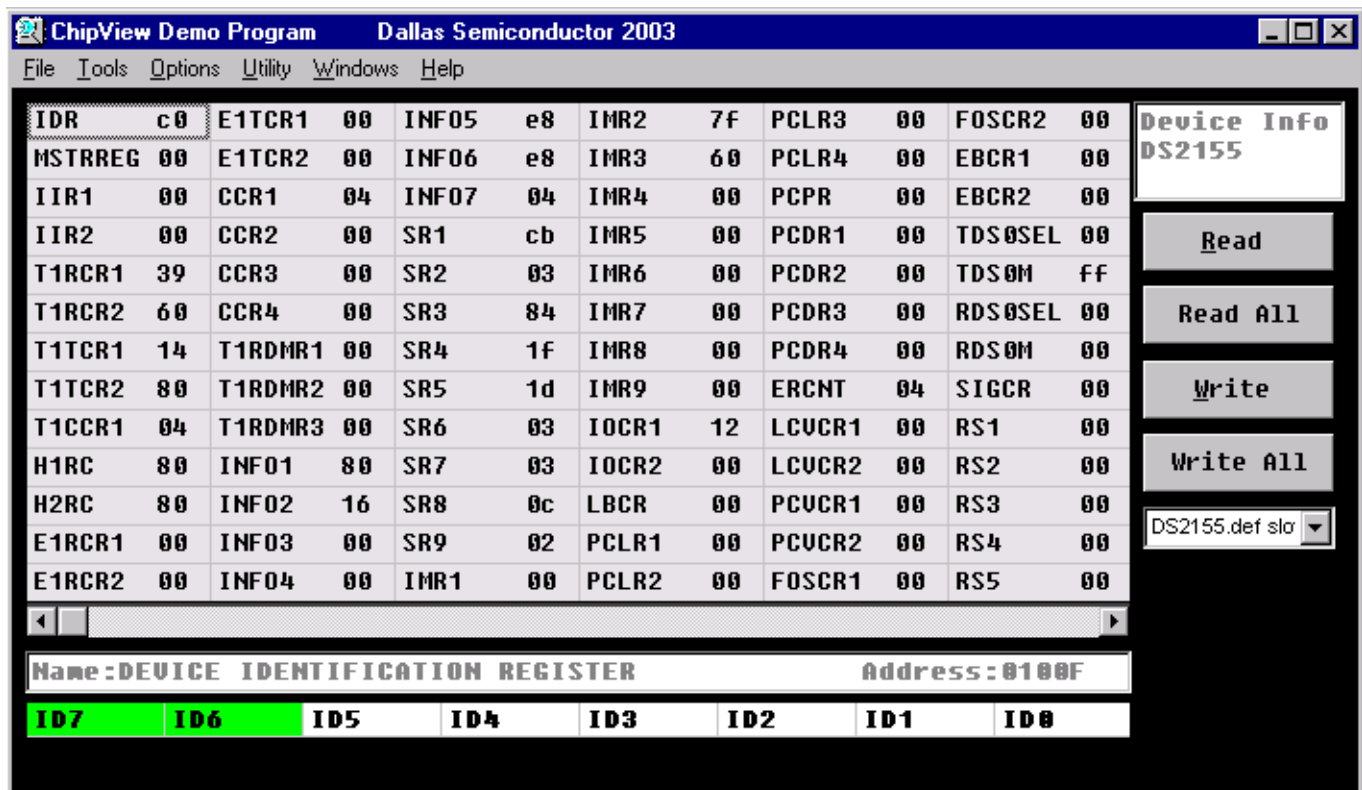 ChipView Demo Program Dallas Semiconductor 2003
File Tools Options Utility Windows Help
IDR c0 E1TCR1 00 INFO5 e8 IMR2 7f PCLR3 00 FOSCR2 00
MSTRREG 00 E1TCR2 00 INFO6 e8 IMR3 60 PCLR4 00 EBCR1 00
IIR1 00 CCR1 04 INFO7 04 IMR4 00 PCPR 00 EBCR2 00
IIR2 00 CCR2 00 SR1 cb IMR5 00 PCDR1 00 TDS0SEL 00
T1RCR1 39 CCR3 00 SR2 03 IMR6 00 PCDR2 00 TDS0M ff
T1RCR2 60 CCR4 00 SR3 84 IMR7 00 PCDR3 00 RDS0SEL 00
T1TCR1 14 T1RDMR1 00 SR4 1f IMR8 00 PCDR4 00 RDS0M 00
T1TCR2 80 T1RDMR2 00 SR5 1d IMR9 00 ERCNT 04 SIGCR 00
T1CCR1 04 T1RDMR3 00 SR6 03 IOCR1 12 LCVCR1 00 RS1 00
H1RC 80 INFO1 80 SR7 03 IOCR2 00 LCVCR2 00 RS2 00
H2RC 80 INFO2 16 SR8 0c LBCR 00 PCVCR1 00 RS3 00
E1RCR1 00 INFO3 00 SR9 02 PCLR1 00 PCVCR2 00 RS4 00
E1RCR2 00 INFO4 00 IMR1 00 PCLR2 00 FOSCR1 00 RS5 00
Device Info
DS2155
Read
Read All
Write
Write All
DS2155.def slo
Name:DEVICE IDENTIFICATION REGISTER Address:0100F
ID7 ID6 ID5 ID4 ID3 ID2 ID1 ID0